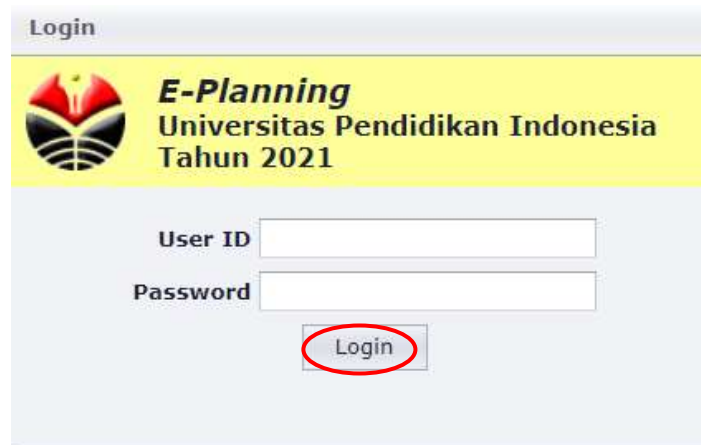 Login
E-Planning
Universitas Pendidikan Indonesia
Tahun 2021
User ID
Password
Login